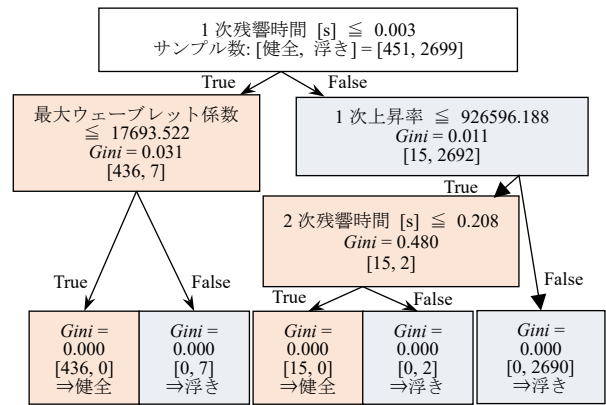 1 次残響時間 [s] ≦ 0.003
サンプル数: [健全, 浮き] = [451, 2699]
True
False
最大ウェーブレット係数
≦ 17693.522
Gini = 0.031
[436, 7]
1 次上昇率 ≦ 926596.188
Gini = 0.011
[15, 2692]
True
2 次残響時間 [s] ≦ 0.208
Gini = 0.480
[15, 2]
True
False
True
False
False
Gini =
0.000
[436, 0]
⇒健全
Gini =
0.000
[0, 7]
⇒浮き
Gini =
0.000
[15, 0]
⇒健全
Gini =
0.000
[0, 2]
⇒浮き
Gini =
0.000
[0, 2690]
⇒浮き